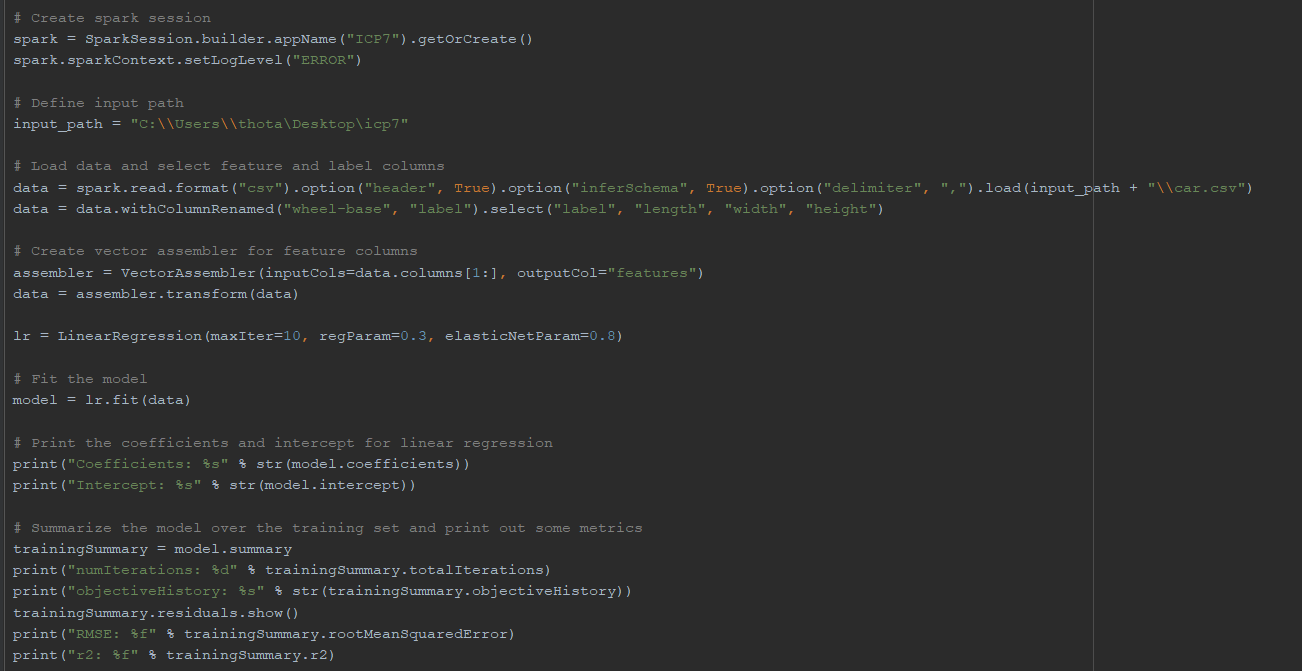 # Create spark session
spark = SparkSession.builder.appName("ICP7").getOrCreate()
spark.sparkContext.setLogLevel("ERROR")
# Define input path
input_path = "C:\\Users\\thota\Desktop\icp7"
# Load data and select feature and label columns
data = spark.read.format("csv").option("header", True).option("inferSchema", True).option("delimiter", ",").load(input_path + "\\car.csv")
data = data.withColumnRenamed("wheel-base", "label").select("label", "length", "width", "height")
# Create vector assembler for feature columns
assembler = VectorAssembler(inputCols=data.columns[1:], outputCol="features")
data = assembler.transform(data)
lr = LinearRegression(maxIter=10, regParam=0.3, elasticNetParam=0.8)
# Fit the model
model = lr.fit(data)
# Print the coefficients and intercept for linear regression
print("Coefficients: %s" % str(model.coefficients))
print("Intercept: %s" % str(model.intercept))
# Summarize the model over the training set and print out some metrics
trainingSummary = model.summary
print("numIterations: %d" % trainingSummary.totalIterations)
print("objectiveHistory: %s" % str(trainingSummary.objectiveHistory))
trainingSummary.residuals.show()
print("RMSE: %f" % trainingSummary.rootMeanSquaredError)
print("r2: %f" % trainingSummary.r2)